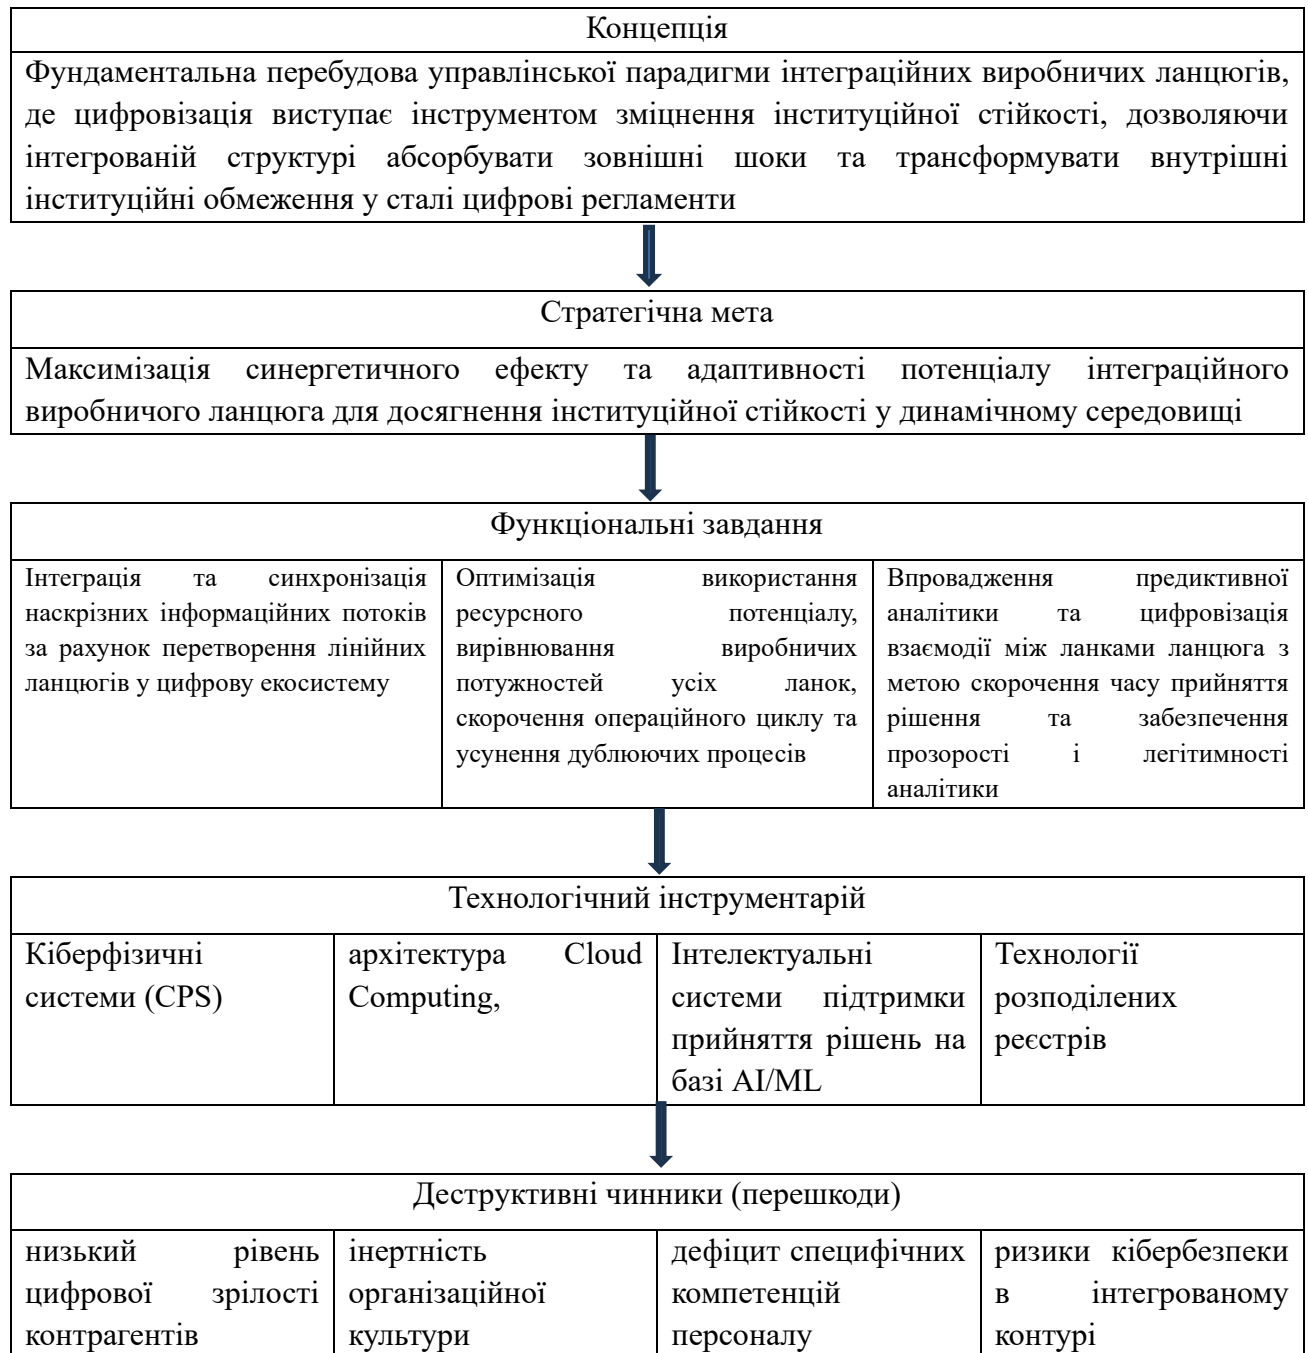 Концепція
Фундаментальна перебудова управлінської парадигми інтеграційних виробничих ланцюгів,
де цифровізація виступає інструментом зміцнення інституційної стійкості, дозволяючи
інтегрованій структурі абсорбувати зовнішні шоки та трансформувати внутрішні
інституційні обмеження у сталі цифрові регламенти
Стратегічна мета
Максимізація синергетичного ефекту та адаптивності потенціалу інтеграційного
виробничого ланцюга для досягнення інституційної стійкості у динамічному середовищі
Функціональні завдання
Інтеграція та синхронізація
наскрізних інформаційних потоків
за рахунок перетворення лінійних
ланцюгів у цифрову екосистему
Оптимізація використання
ресурсного потенціалу,
вирівнювання виробничих
потужностей усіх ланок,
скорочення операційного циклу та
усунення дублюючих процесів
Впровадження предиктивної
аналітики та цифровізація
взаємодії між ланками ланцюга з
метою скорочення часу прийняття
рішення та забезпечення
прозорості і легітимності
аналітики
Технологічний інструментарій
Кіберфізичні
системи (CPS)
архітектура Cloud
Computing,
Інтелектуальні
системи підтримки
прийняття рішень на
базі AI/ML
Технології
розподілених
реєстрів
Деструктивні чинники (перешкоди)
низький рівень
цифрової зрілості
контрагентів
інертність
організаційної
культури
дефіцит специфічних
компетенцій
персоналу
ризики кібербезпеки
в інтегрованому
контурі